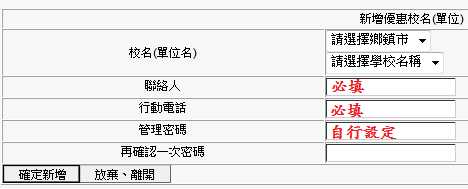 新增優惠校名(單位)
校名(單位名)
請選擇鄉鎮市
請選擇學校名稱
聯絡人 必填
行動電話 必填
管理密碼 自行設定
再確認一次密碼
確定新增 放棄、離開